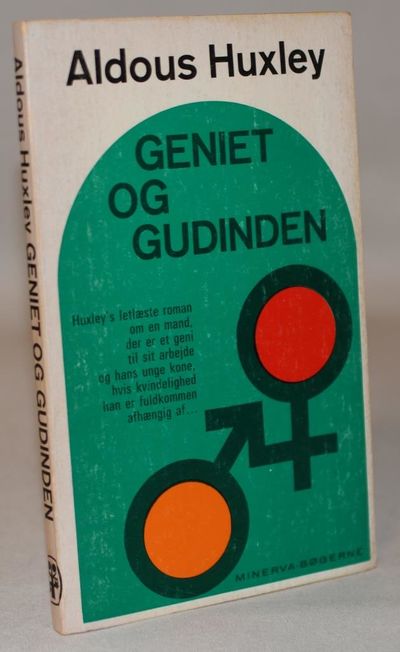 Aldous Huxley
GENIET
OG
GUDINDEN
Huxley's letlæste roman
om en mand,
der er et geni
til sit arbejde
og hans unge kone,
hvis kvindelighed
han er fuldkommen
afhængig af...
MINERVA-BØGERNE
Aldous Huxley GENIET OG GUDINDEN